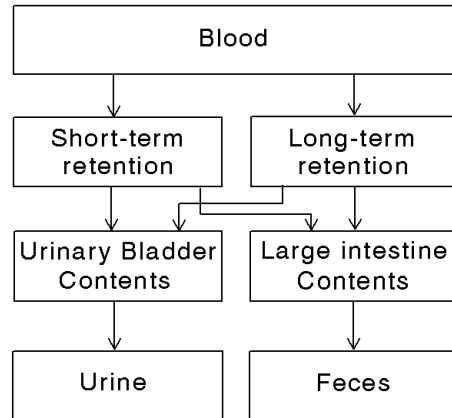 Blood
Short-term
retention
Long-term
retention
Urinary Bladder
Contents
Large intestine
Contents
Urine
Feces